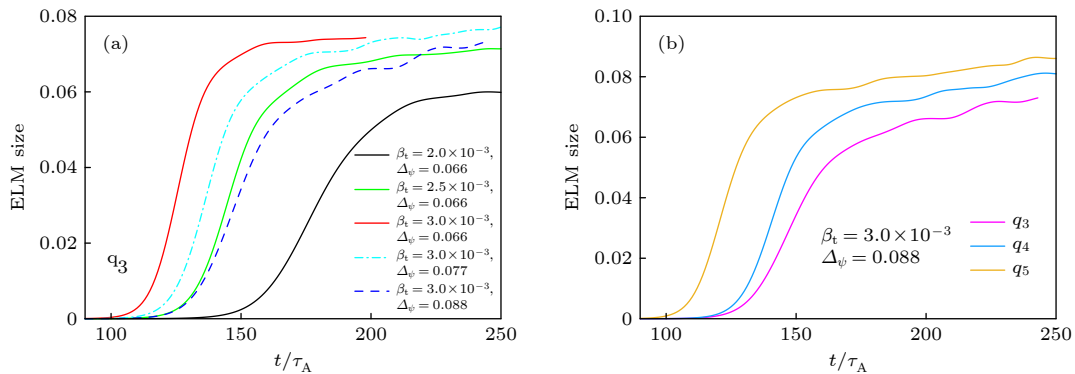 (a)
ELM size
0.08
0.06
0.04
0.02
0
q3
βt = 2.0×10−3,
Δψ = 0.066
βt = 2.5×10−3,
Δψ = 0.066
βt = 3.0×10−3,
Δψ = 0.066
βt = 3.0×10−3,
Δψ = 0.077
βt = 3.0×10−3,
Δψ = 0.088
100 150 200 250
t/τA
(b)
ELM size
0.10
0.08
0.06
0.04
0.02
0
βt = 3.0×10−3
Δψ = 0.088
q3
q4
q5
100 150 200 250
t/τA